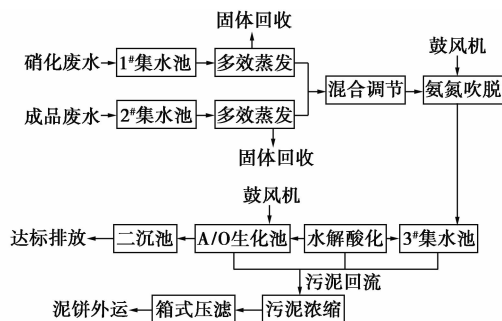 固体回收
鼓风机
硝化废水 1#集水池 多效蒸发
混合调节 氨氮吹脱
成品废水 2#集水池 多效蒸发
固体回收
鼓风机
达标排放 二沉池 A/O生化池 水解酸化 3#集水池
污泥回流
泥饼外运 箱式压滤 污泥浓缩